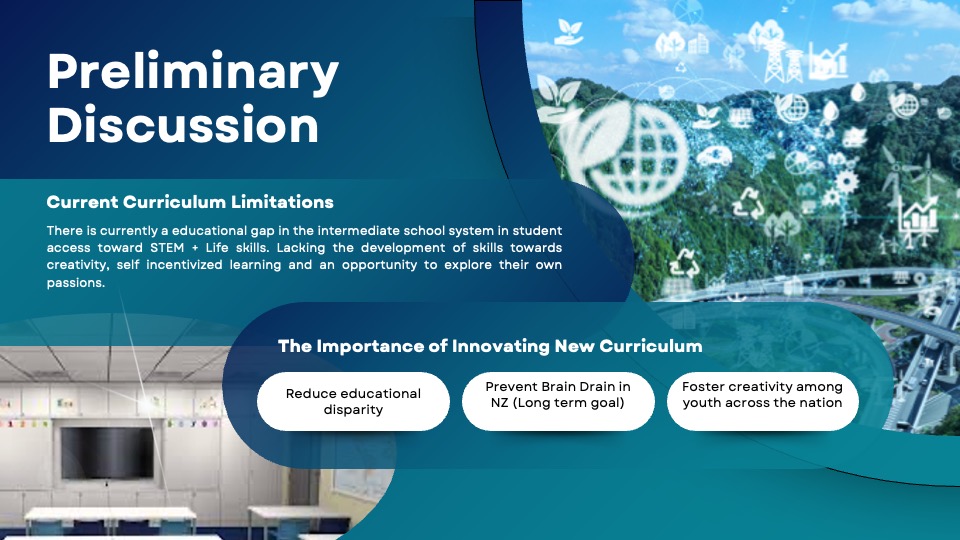 Preliminary
Discussion
Current Curriculum Limitations
There is currently a educational gap in the intermediate school system in student
access toward STEM + Life skills. Lacking the development of skills towards
creativity, self incentivized learning and an opportunity to explore their own
passions.
The Importance of Innovating New Curriculum
Reduce educational
disparity
Prevent Brain Drain in
NZ (Long term goal)
Foster creativity among
youth across the nation